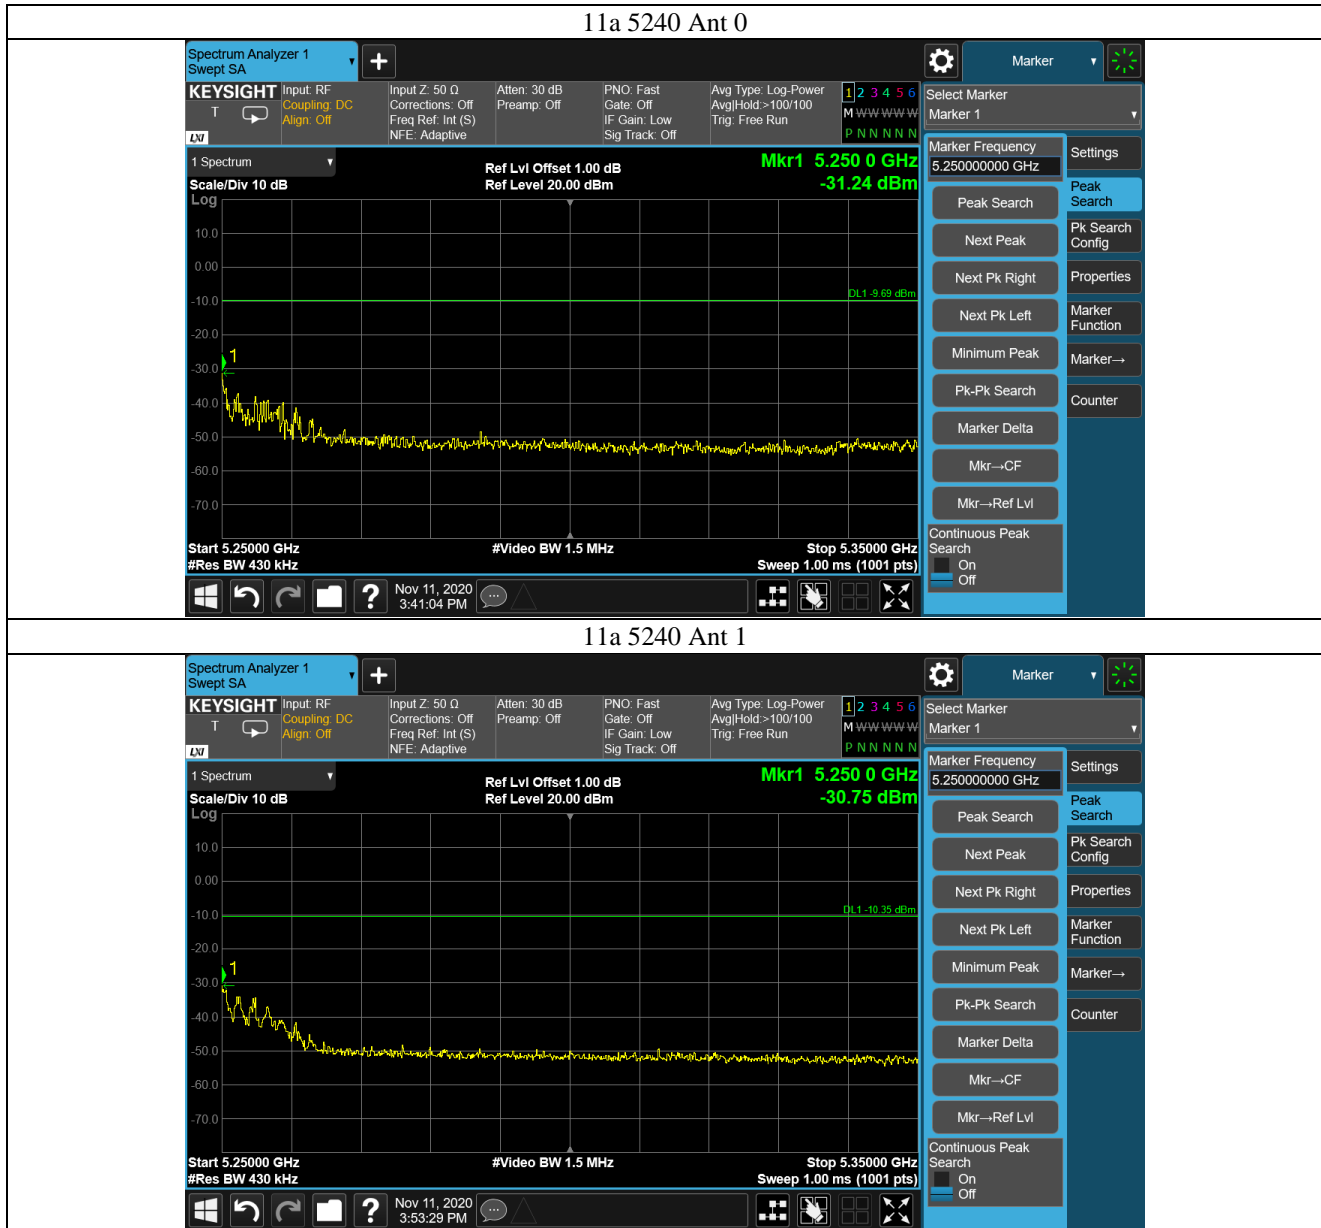 11a 5240 Ant 0
Spectrum Analyzer 1
Swept SA
Marker
KEYSIGHT
T
LXI
Input: RF
Coupling: DC
Align: Off
Input Z: 50 Ω
Corrections: Off
Freq Ref: Int (S)
NFE: Adaptive
Atten: 30 dB
Preamp: Off
PNO: Fast
Gate: Off
IF Gain: Low
Sig Track: Off
Avg Type: Log-Power
Avg|Hold:>100/100
Trig: Free Run
1 2 3 4 5 6
M W W W W W
P N N N N N
Select Marker
Marker 1
1 Spectrum
Scale/Div 10 dB
Log
Ref Lvl Offset 1.00 dB
Ref Level 20.00 dBm
Mkr1 5.250 0 GHz
-31.24 dBm
10.0
0.00
-10.0
-20.0
-30.0
-40.0
-50.0
-60.0
-70.0
DL1 -9.69 dBm
1
Start 5.25000 GHz
#Res BW 430 kHz
#Video BW 1.5 MHz
Stop 5.35000 GHz
Sweep 1.00 ms (1001 pts)
Marker Frequency
5.250000000 GHz
Peak Search
Next Peak
Next Pk Right
Next Pk Left
Minimum Peak
Pk-Pk Search
Marker Delta
Mkr→CF
Mkr→Ref Lvl
Continuous Peak
Search
On
Off
Settings
Peak
Search
Pk Search
Config
Properties
Marker
Function
Marker→
Counter
?
Nov 11, 2020
3:41:04 PM
11a 5240 Ant 1
Spectrum Analyzer 1
Swept SA
Marker
KEYSIGHT
T
LXI
Input: RF
Coupling: DC
Align: Off
Input Z: 50 Ω
Corrections: Off
Freq Ref: Int (S)
NFE: Adaptive
Atten: 30 dB
Preamp: Off
PNO: Fast
Gate: Off
IF Gain: Low
Sig Track: Off
Avg Type: Log-Power
Avg|Hold:>100/100
Trig: Free Run
1 2 3 4 5 6
M W W W W W
P N N N N N
Select Marker
Marker 1
1 Spectrum
Scale/Div 10 dB
Log
Ref Lvl Offset 1.00 dB
Ref Level 20.00 dBm
Mkr1 5.250 0 GHz
-30.75 dBm
10.0
0.00
-10.0
-20.0
-30.0
-40.0
-50.0
-60.0
-70.0
DL1 -10.35 dBm
1
Start 5.25000 GHz
#Res BW 430 kHz
#Video BW 1.5 MHz
Stop 5.35000 GHz
Sweep 1.00 ms (1001 pts)
Marker Frequency
5.250000000 GHz
Peak Search
Next Peak
Next Pk Right
Next Pk Left
Minimum Peak
Pk-Pk Search
Marker Delta
Mkr→CF
Mkr→Ref Lvl
Continuous Peak
Search
On
Off
Settings
Peak
Search
Pk Search
Config
Properties
Marker
Function
Marker→
Counter
?
Nov 11, 2020
3:53:29 PM